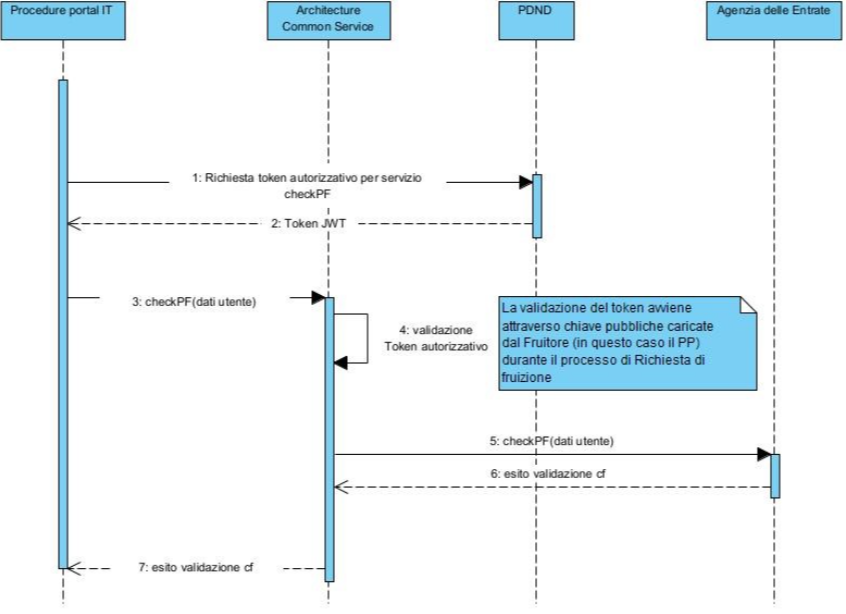 Procedure portal IT
Architecture
Common Service
PDND
Agenzia delle Entrate
1: Richiesta token autorizzativo per servizio
checkPF
2: Token JWT
3: checkPF(dati utente)
4: validazione
Token autorizzativo
La validazione del token avviene
attraverso chiave pubbliche caricate
dal Fruitore (in questo caso il PP)
durante il processo di Richiesta di
fruizione
5: checkPF(dati utente)
6: esito validazione cf
7: esito validazione cf